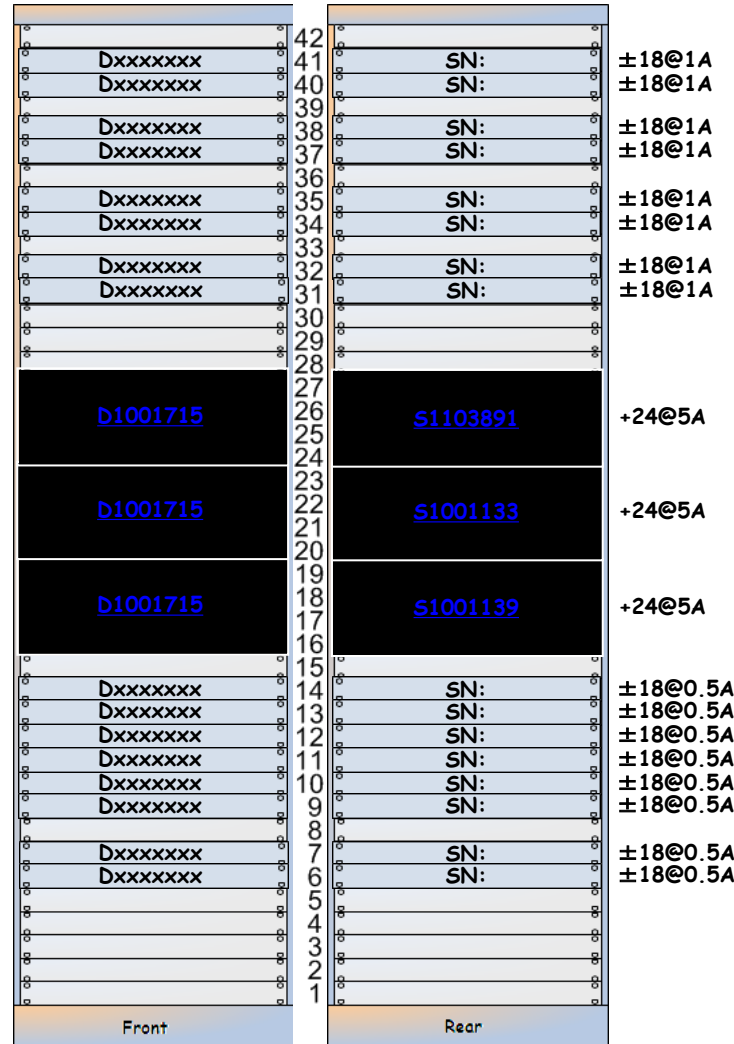 42
Dxxxxxxx 41 SN: ±18@1A
Dxxxxxxx 40 SN: ±18@1A
39
Dxxxxxxx 38 SN: ±18@1A
Dxxxxxxx 37 SN: ±18@1A
36
Dxxxxxxx 35 SN: ±18@1A
Dxxxxxxx 34 SN: ±18@1A
33
Dxxxxxxx 32 SN: ±18@1A
Dxxxxxxx 31 SN: ±18@1A
30
29
28
27
D1001715 26 S1103891 +24@5A
25
24
23
D1001715 22 S1001133 +24@5A
21
20
19
D1001715 18 S1001139 +24@5A
17
16
15
Dxxxxxxx 14 SN: ±18@0.5A
Dxxxxxxx 13 SN: ±18@0.5A
Dxxxxxxx 12 SN: ±18@0.5A
Dxxxxxxx 11 SN: ±18@0.5A
Dxxxxxxx 10 SN: ±18@0.5A
Dxxxxxxx 9 SN: ±18@0.5A
8
Dxxxxxxx 7 SN: ±18@0.5A
Dxxxxxxx 6 SN: ±18@0.5A
5
4
3
2
1
Front Rear